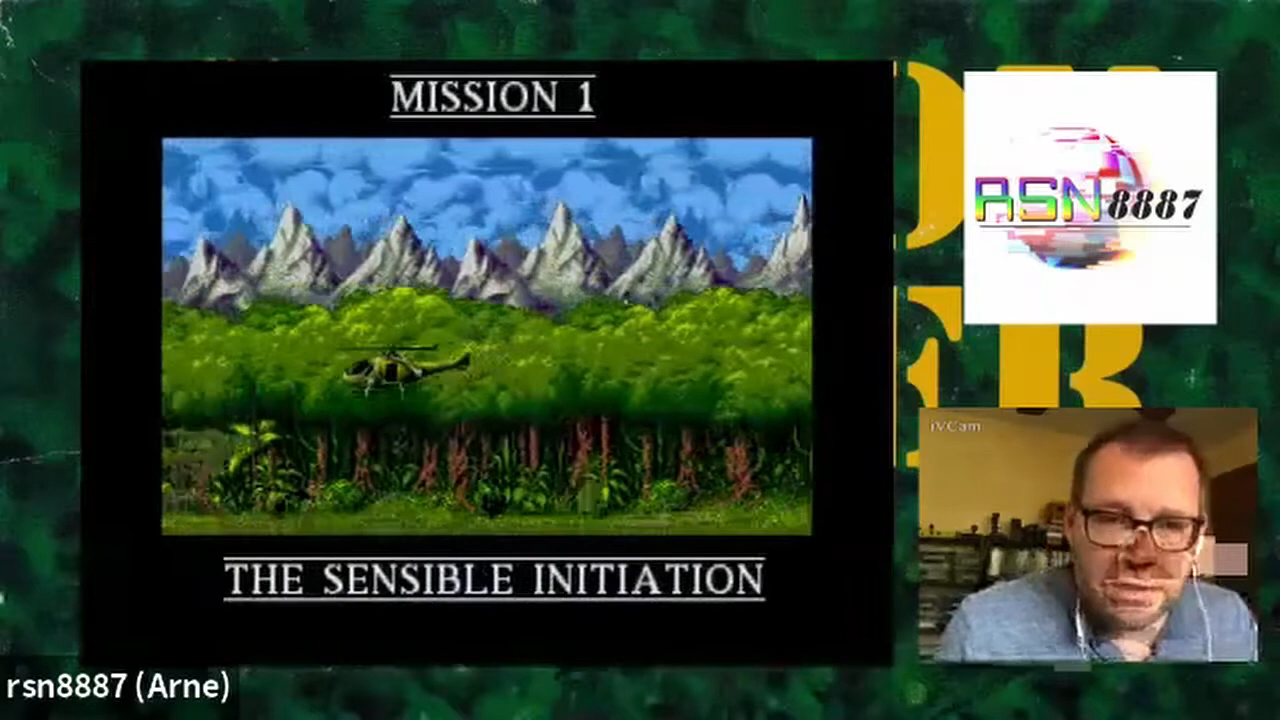 MISSION 1
THE SENSIBLE INITIATION
RSN8887
iVCam
rsn8887 (Arne)